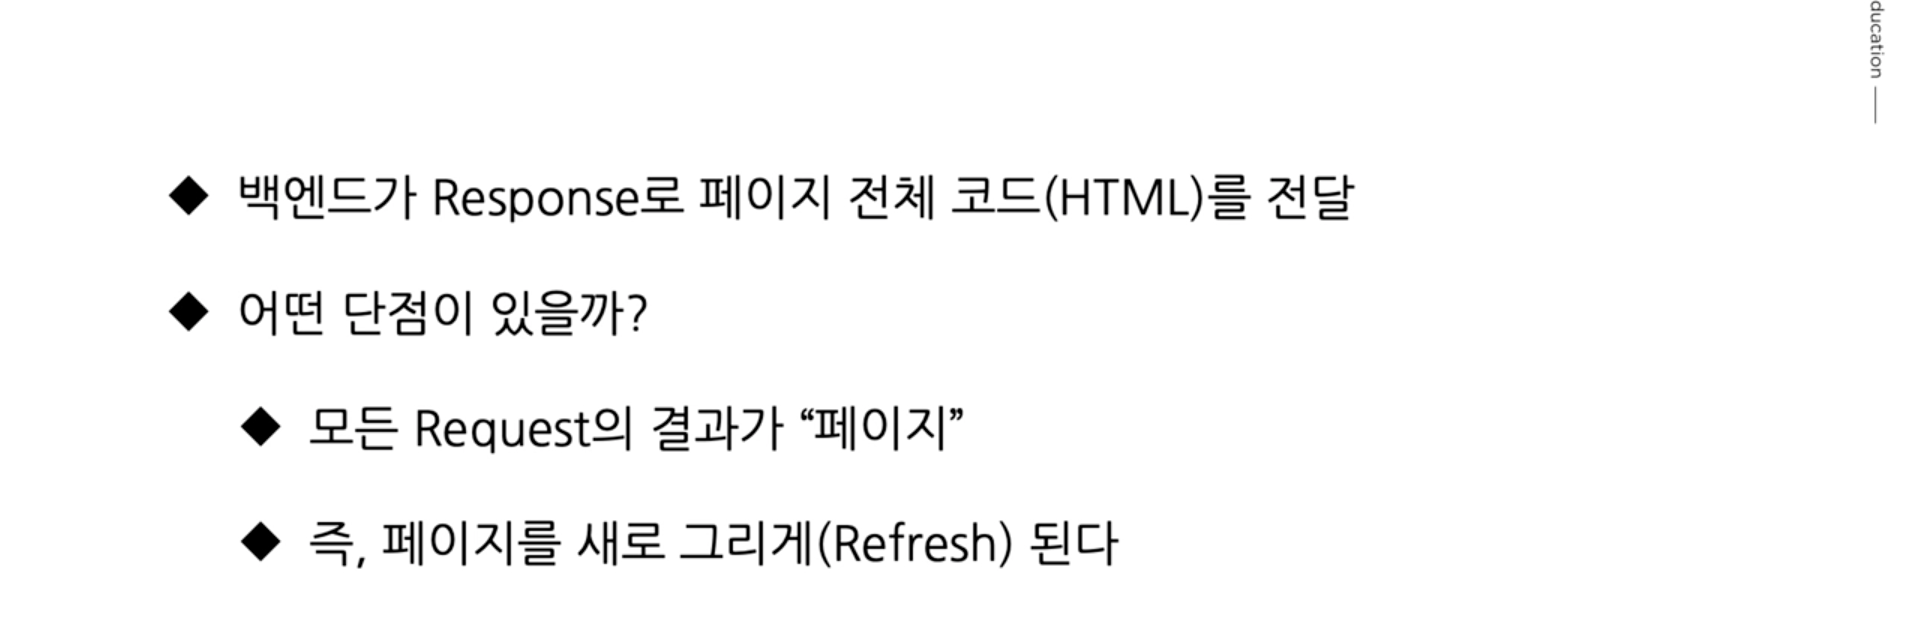 ducation
◆ 백엔드가 Response로 페이지 전체 코드(HTML)를 전달
◆ 어떤 단점이 있을까?
◆ 모든 Request의 결과가 “페이지”
◆ 즉, 페이지를 새로 그리게(Refresh) 된다